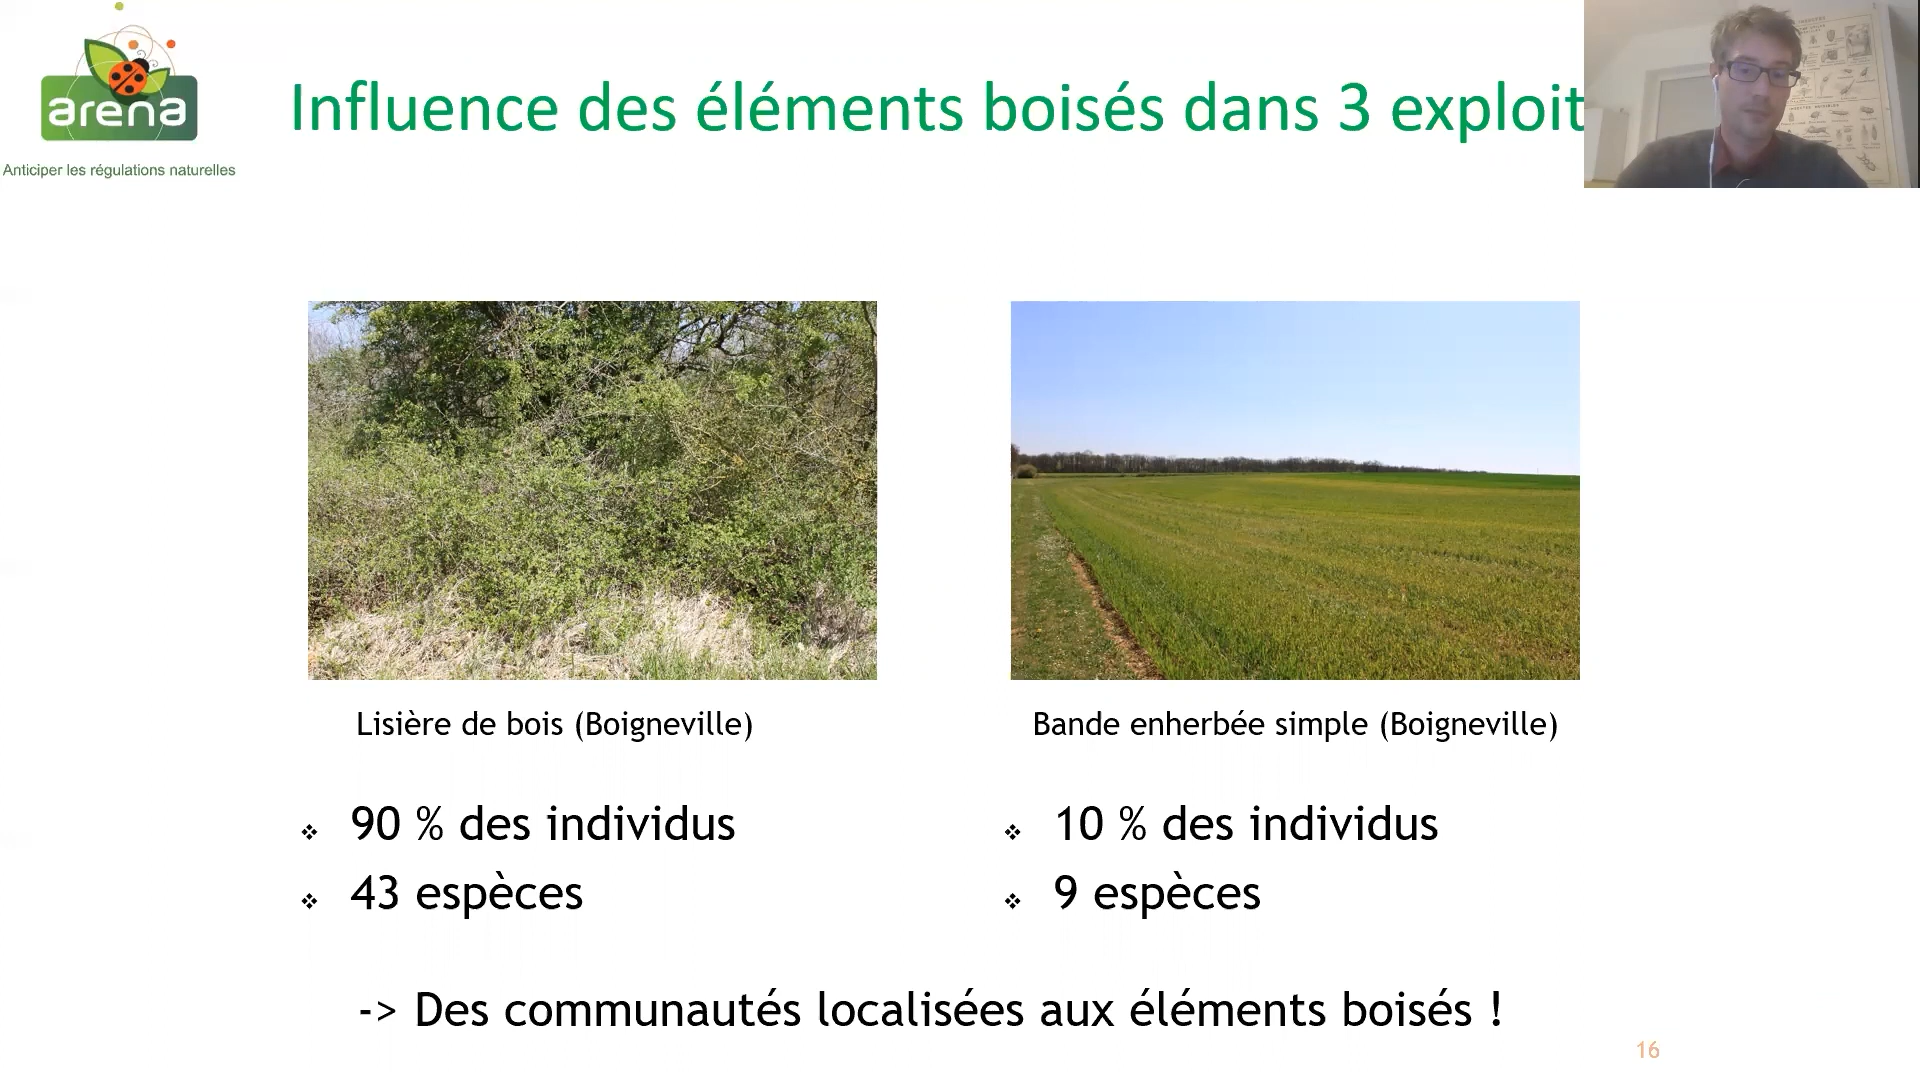 arena
Anticiper les régulations naturelles
Influence des éléments boisés dans 3 exploit
Lisière de bois (Boigneville)
Bande enherbée simple (Boigneville)
❖ 90 % des individus
❖ 43 espèces
❖ 10 % des individus
❖ 9 espèces
-> Des communautés localisées aux éléments boisés !
16